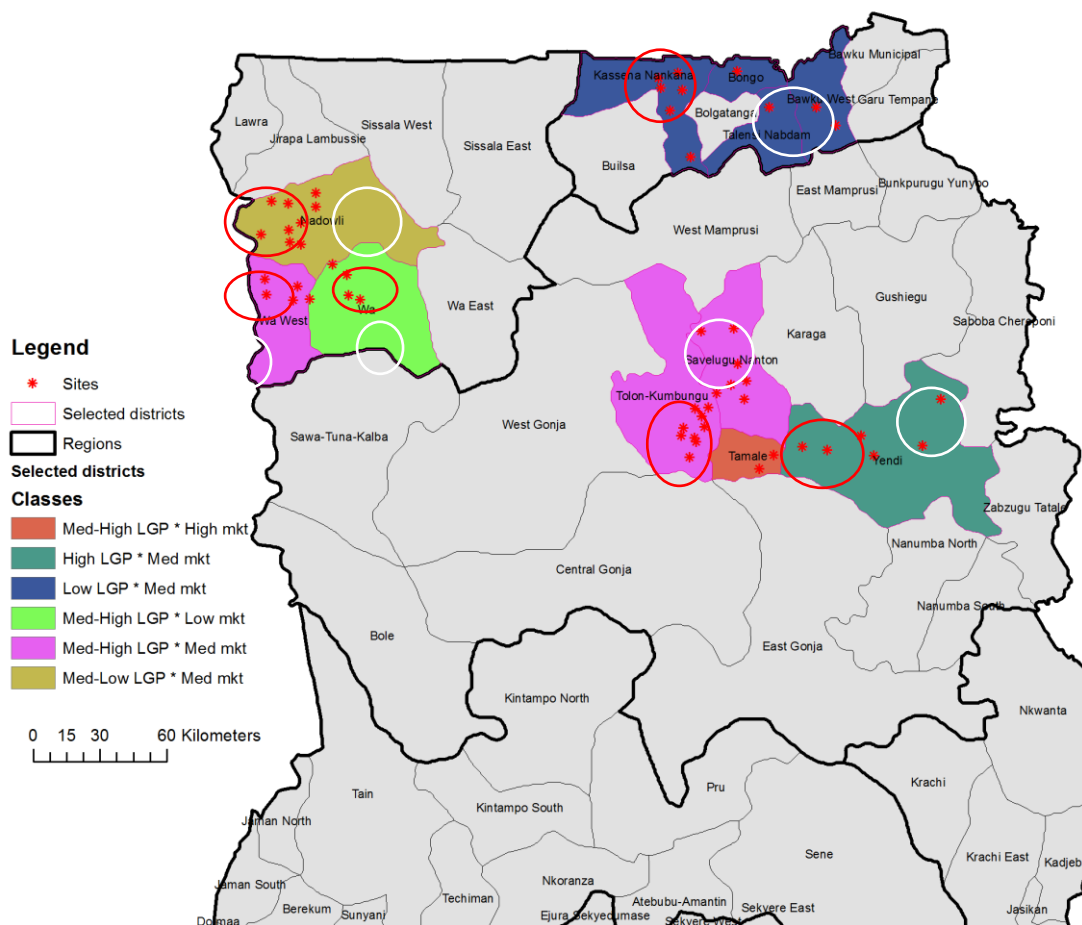 Bawku Municipal
Kassena Nankana
Bongo
Bawku West
Garu Tempane
Lawra
Bolgatanga
Sissala West
Jirapa Lambussie
Talensi Nabdam
Sissala East
Builsa
East Mamprusi
Bunkpurugu Yunyoo
Nadowli
West Mamprusi
Wa East
Gushiegu
Wa
Wa West
Saboba Chereponi
Karaga
Legend
Sites
Selected districts
Regions
Selected districts
Classes
Med-High LGP * High mkt
High LGP * Med mkt
Low LGP * Med mkt
Med-High LGP * Low mkt
Med-High LGP * Med mkt
Med-Low LGP * Med mkt
0 15 30 60 Kilometers
Savelugu Nanton
Tolon-Kumbungu
West Gonja
Sawa-Tuna-Kalba
Tamale
Yendi
Zabzugu Tatale
Nanumba North
Central Gonja
Nanumba South
Bole
East Gonja
Kintampo North
Nkwanta
Krachi
Pru
Tain
Kintampo South
Jaman North
Sene
Krachi East
Kadjeb
Nkoranza
Jaman South
Techiman
Atebubu-Amantin
Berekum
Sunyani
Ejura Sekyedumase
Sekyere East
Sekyere West
Jasikan
Dormaa